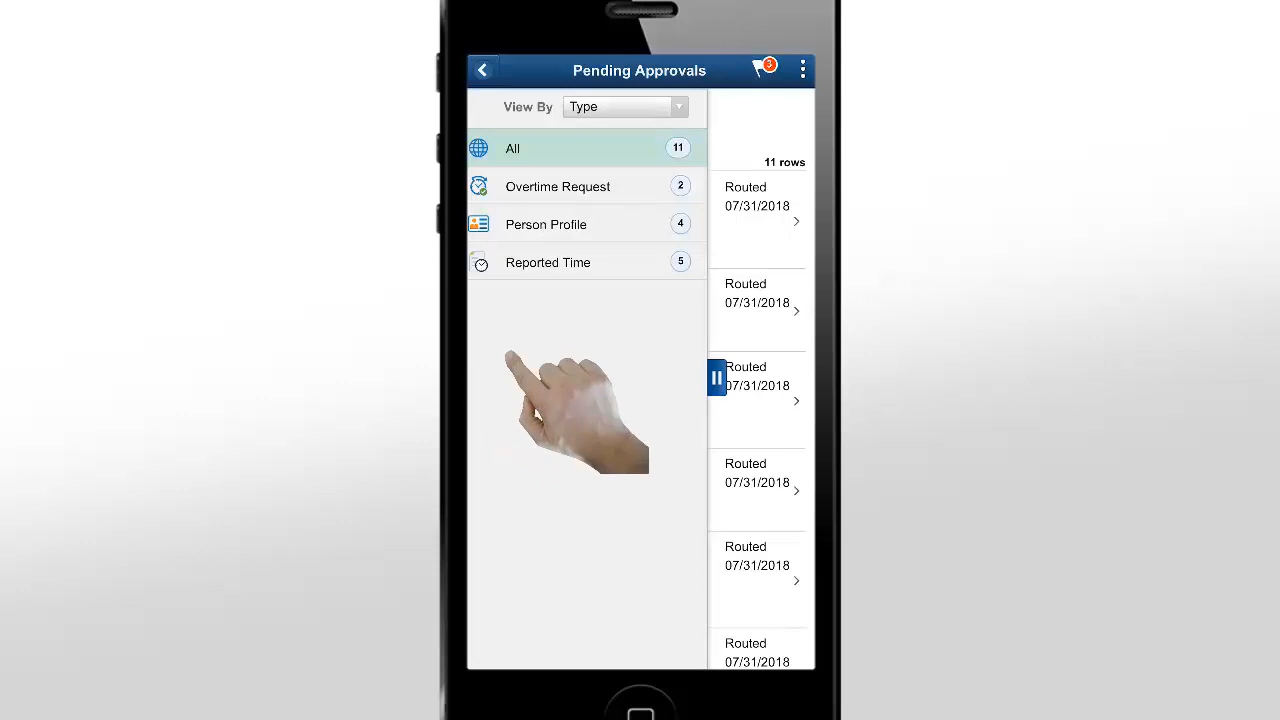 Pending Approvals
3
View By Type
All 11
Overtime Request 2
Person Profile 4
Reported Time 5
11 rows
Routed
07/31/2018
Routed
07/31/2018
Routed
07/31/2018
Routed
07/31/2018
Routed
07/31/2018
Routed
07/31/2018